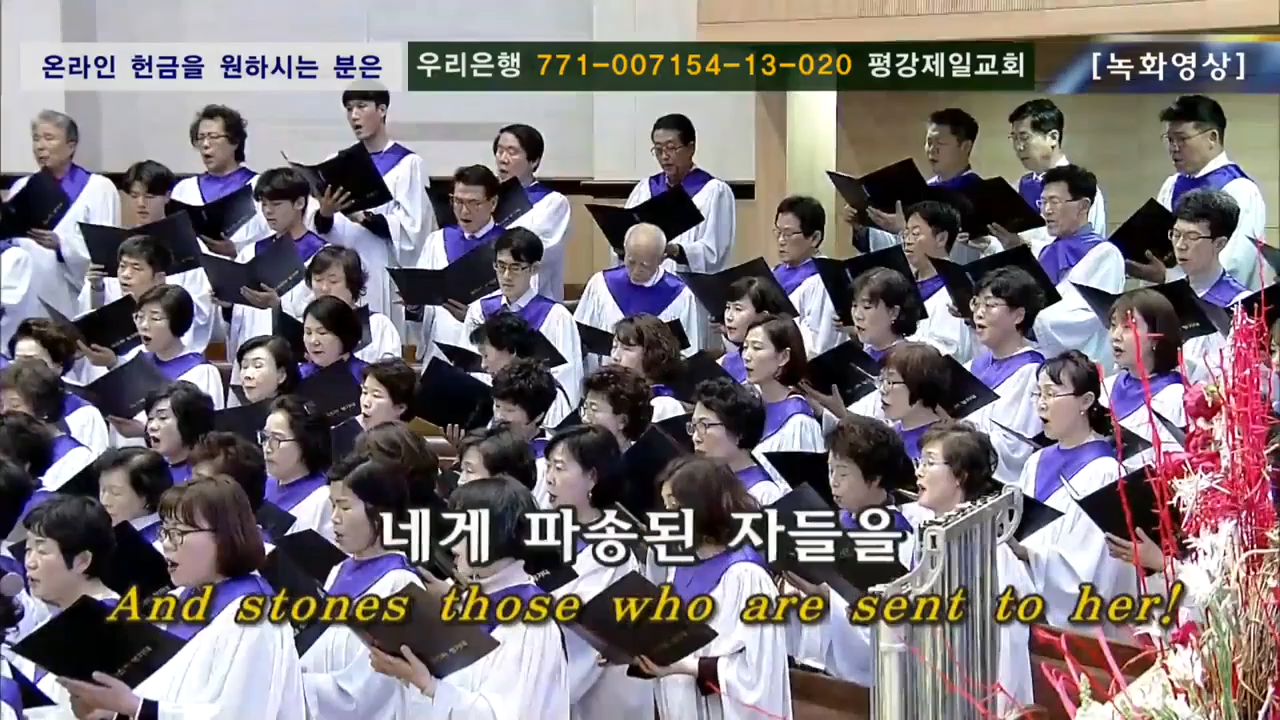 온라인 헌금을 원하시는 분은 우리은행 771-007154-13-020 평강제일교회 [녹화영상]
네게 파송된 자들을
And stones those who are sent to her!